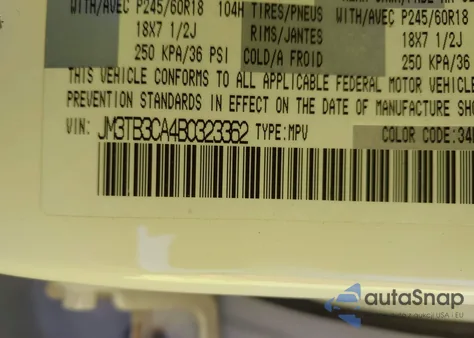 WITH/AVEC P245/60R18 104H TIRES/PNEUS WITH/AVEC P245/60R18
18X7 1/2J RIMS/JANTES 18X7 1/2J
250 KPA/36 PSI COLD/A FROID 250 KPA/36
THIS VEHICLE CONFORMS TO ALL APPLICABLE FEDERAL MOTOR VEHICLE
PREVENTION STANDARDS IN EFFECT ON THE DATE OF MANUFACTURE
VIN: JM3TB3CA4B0323362 TYPE:MPV COLOR CODE:34
autoSnap